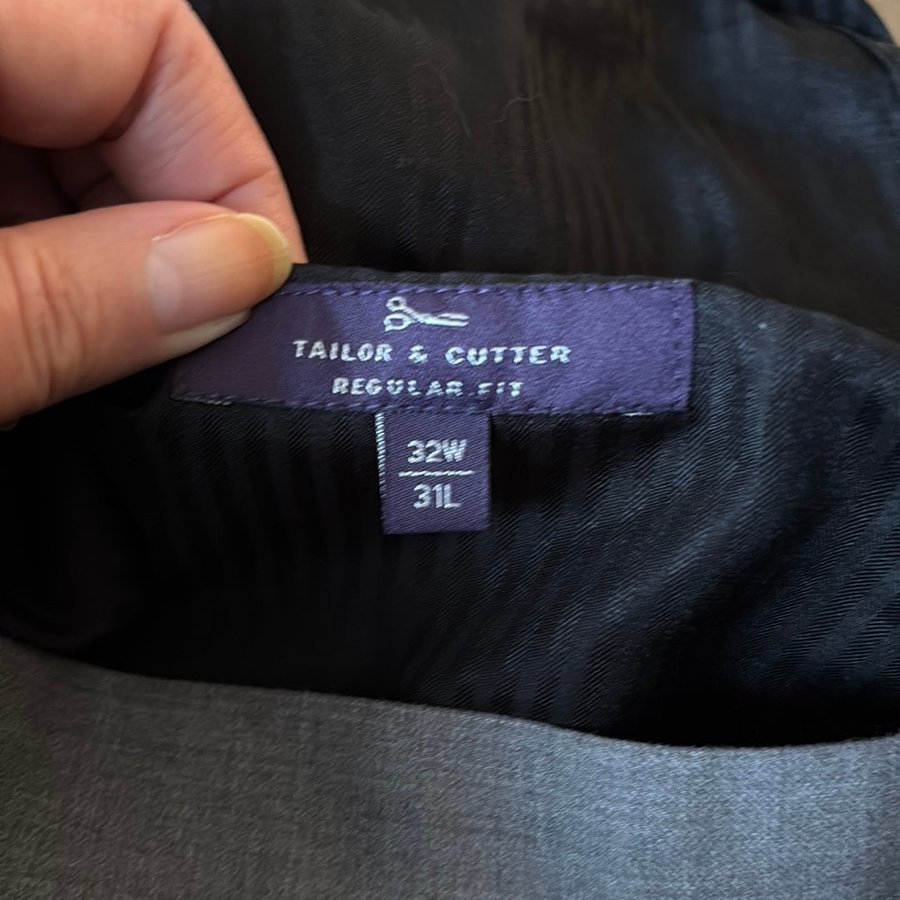 TAILOR & CUTTER
REGULAR FIT
32W
31L